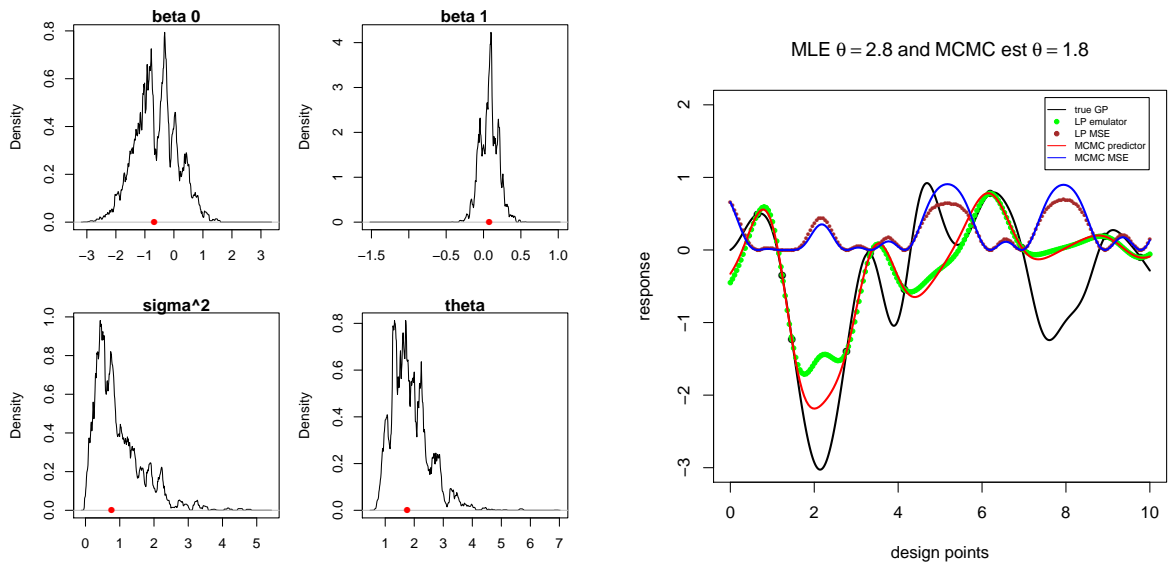 beta 0
Density
0.0 0.2 0.4 0.6 0.8
−3 −2 −1 0 1 2 3
beta 1
Density
0 1 2 3 4
−1.5 −0.5 0.0 0.5 1.0
sigma^2
Density
0.0 0.2 0.4 0.6 0.8 1.0
0 1 2 3 4 5
theta
Density
0.0 0.2 0.4 0.6 0.8
1 2 3 4 5 6 7
MLE θ = 2.8 and MCMC est θ = 1.8
true GP
LP emulator
LP MSE
MCMC predictor
MCMC MSE
response
−3 −2 −1 0 1 2
0 2 4 6 8 10
design points